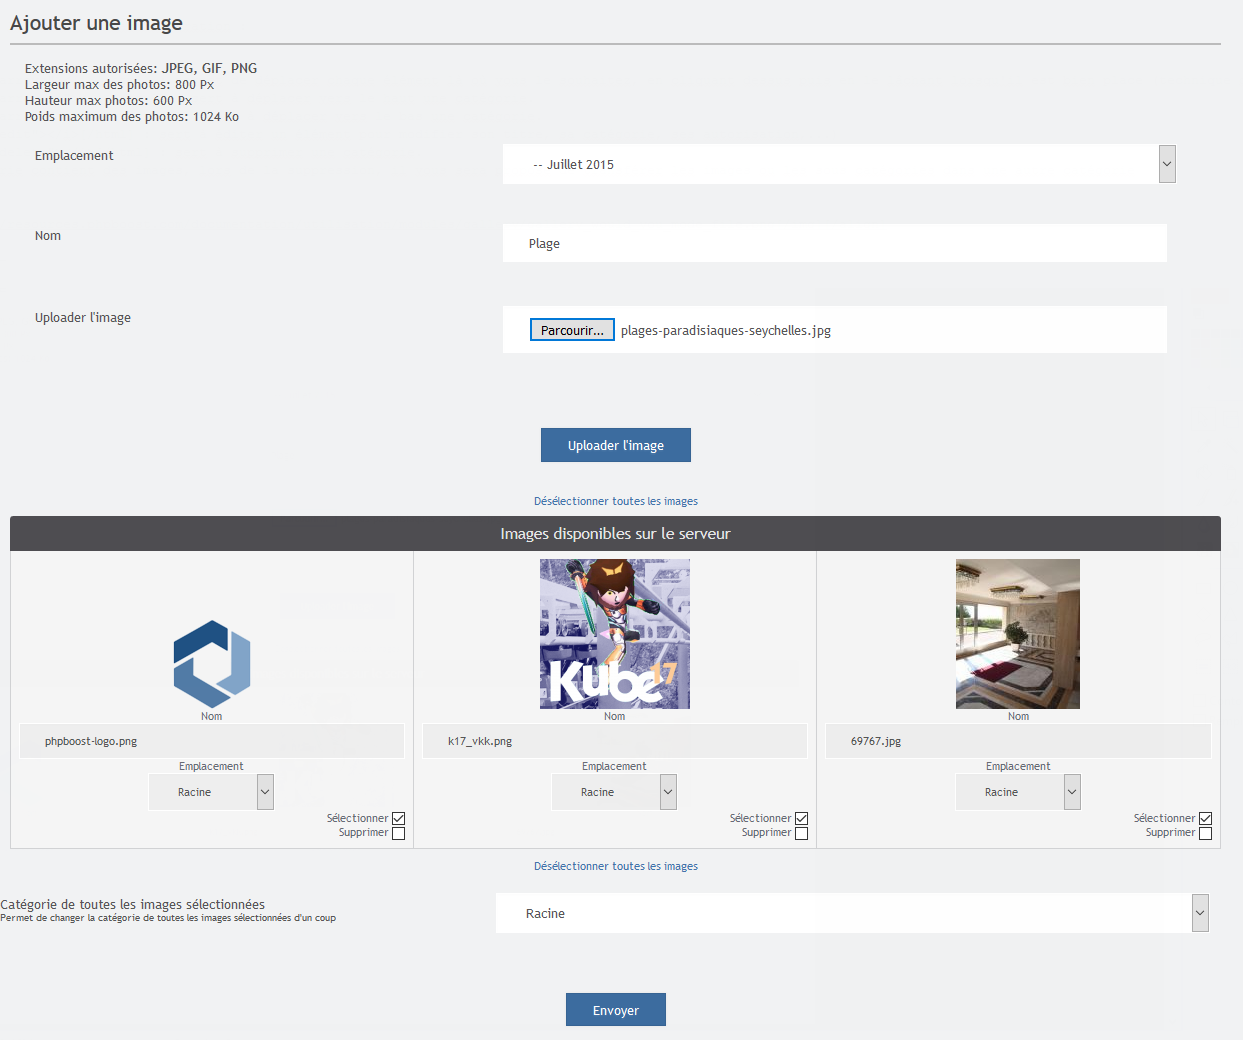 Ajouter une image
Extensions autorisées: JPEG, GIF, PNG
Largeur max des photos: 800 Px
Hauteur max photos: 600 Px
Poids maximum des photos: 1024 Ko
Emplacement
-- Juillet 2015
Nom
Plage
Uploader l'image
Parcourir... plages-paradisiaques-seychelles.jpg
Uploader l'image
Désélectionner toutes les images
Images disponibles sur le serveur
Kube 17
Nom Nom Nom
phpboost-logo.png k17_vkk.png 69767.jpg
Emplacement Emplacement Emplacement
Racine Racine Racine
Sélectionner Sélectionner Sélectionner
Supprimer Supprimer Supprimer
Désélectionner toutes les images
Catégorie de toutes les images sélectionnées
Permet de changer la catégorie de toutes les images sélectionnées d'un coup
Racine
Envoyer